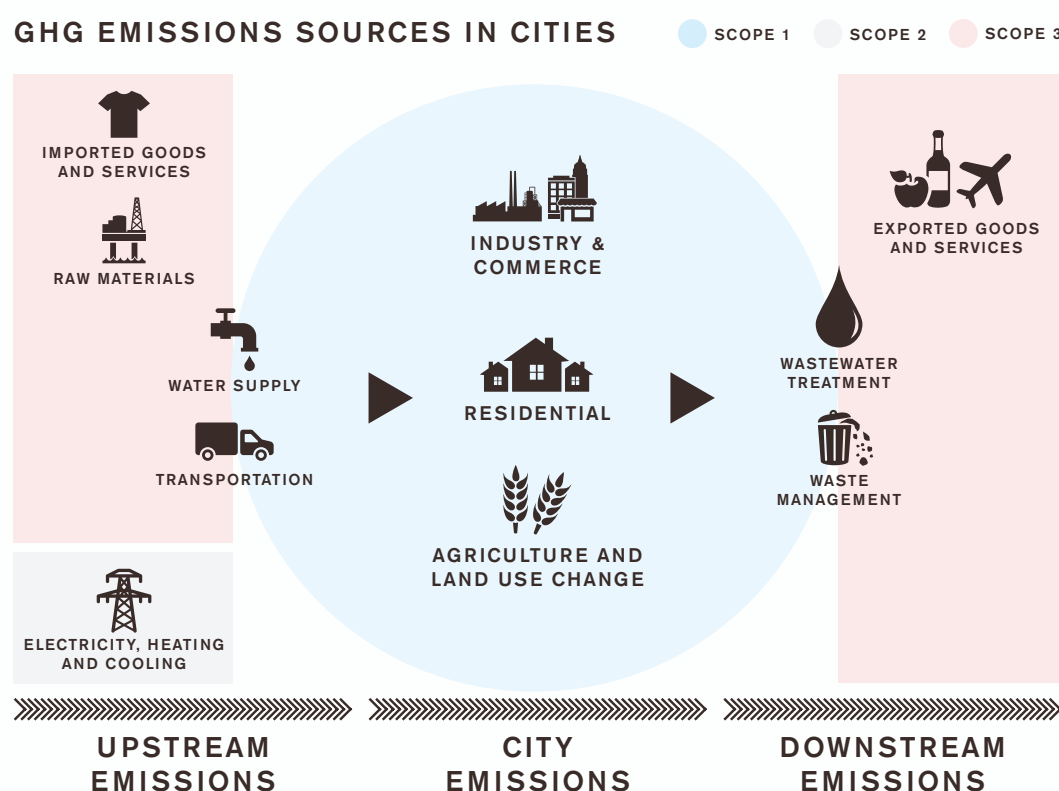 GHG EMISSIONS SOURCES IN CITIES
SCOPE 1
SCOPE 2
SCOPE 3
IMPORTED GOODS
AND SERVICES
RAW MATERIALS
WATER SUPPLY
TRANSPORTATION
ELECTRICITY, HEATING
AND COOLING
INDUSTRY &
COMMERCE
RESIDENTIAL
AGRICULTURE AND
LAND USE CHANGE
EXPORTED GOODS
AND SERVICES
WASTEWATER
TREATMENT
WASTE
MANAGEMENT
UPSTREAM
EMISSIONS
CITY
EMISSIONS
DOWNSTREAM
EMISSIONS